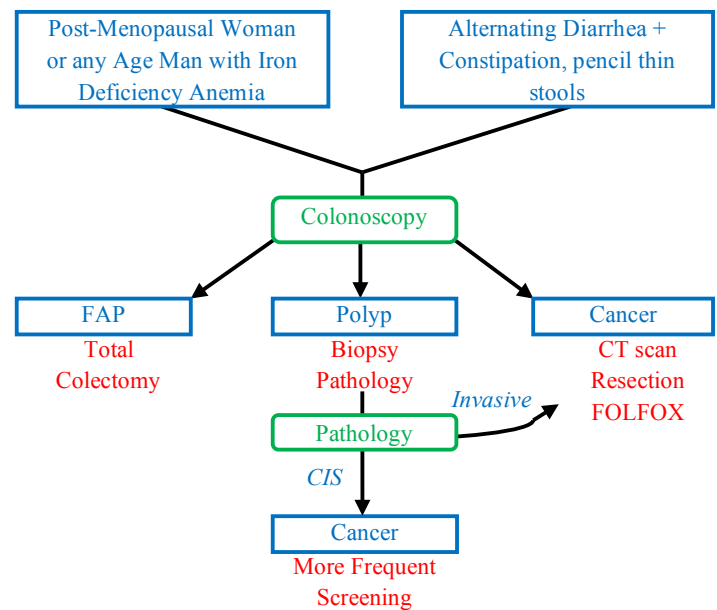 Post-Menopausal Woman
or any Age Man with Iron
Deficiency Anemia
Alternating Diarrhea +
Constipation, pencil thin
stools
Colonoscopy
FAP
Total
Colectomy
Polyp
Biopsy
Pathology
Cancer
CT scan
Resection
FOLFOX
Invasive
Pathology
CIS
Cancer
More Frequent
Screening